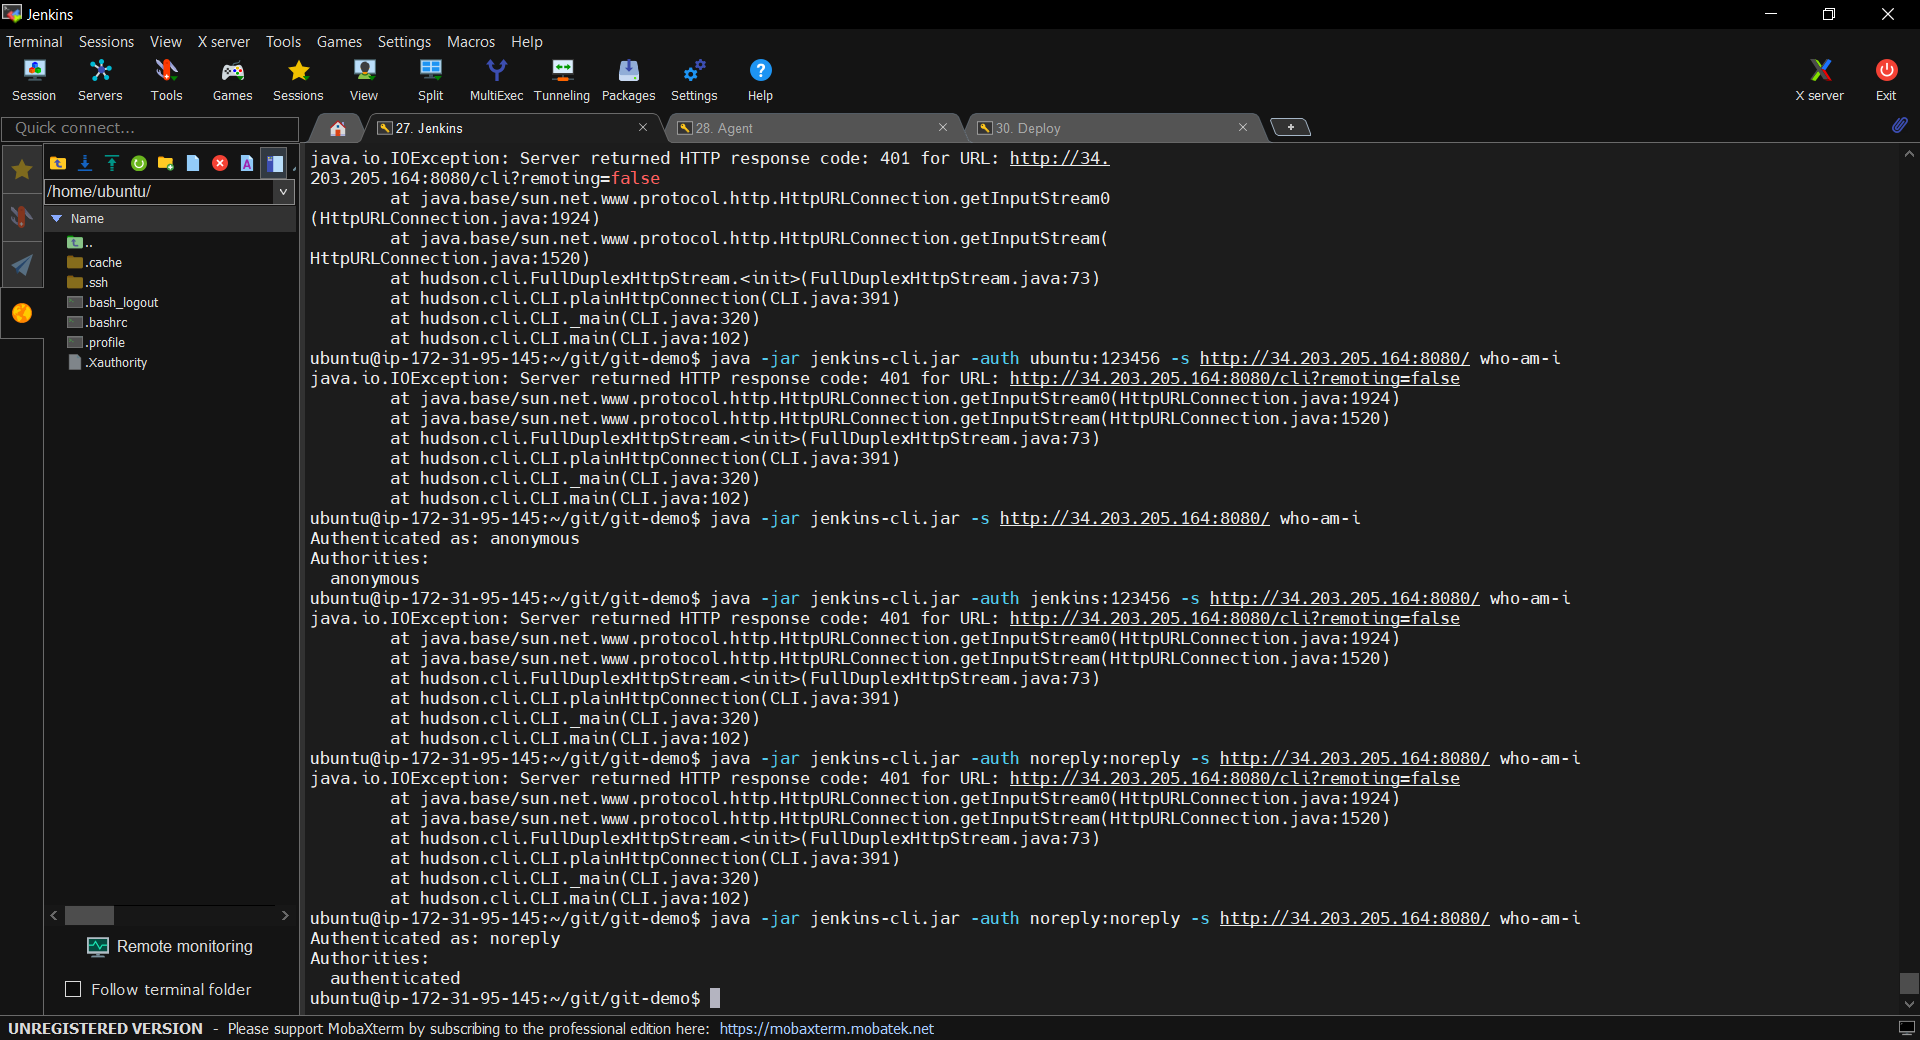 Jenkins
Terminal Sessions View X server Tools Games Settings Macros Help
Session Servers Tools Games Sessions View Split MultiExec Tunneling Packages Settings Help X server Exit
Quick connect...
27. Jenkins
28. Agent
30. Deploy
/home/ubuntu/
Name
..
.cache
.ssh
.bash_logout
.bashrc
.profile
.Xauthority
Remote monitoring
Follow terminal folder
java.io.IOException: Server returned HTTP response code: 401 for URL: http://34.
203.205.164:8080/cli?remoting=false
        at java.base/sun.net.www.protocol.http.HttpURLConnection.getInputStream0
(HttpURLConnection.java:1924)
        at java.base/sun.net.www.protocol.http.HttpURLConnection.getInputStream(
HttpURLConnection.java:1520)
        at hudson.cli.FullDuplexHttpStream.<init>(FullDuplexHttpStream.java:73)
        at hudson.cli.CLI.plainHttpConnection(CLI.java:391)
        at hudson.cli.CLI._main(CLI.java:320)
        at hudson.cli.CLI.main(CLI.java:102)
ubuntu@ip-172-31-95-145:~/git/git-demo$ java -jar jenkins-cli.jar -auth ubuntu:123456 -s http://34.203.205.164:8080/ who-am-i
java.io.IOException: Server returned HTTP response code: 401 for URL: http://34.203.205.164:8080/cli?remoting=false
        at java.base/sun.net.www.protocol.http.HttpURLConnection.getInputStream0(HttpURLConnection.java:1924)
        at java.base/sun.net.www.protocol.http.HttpURLConnection.getInputStream(HttpURLConnection.java:1520)
        at hudson.cli.FullDuplexHttpStream.<init>(FullDuplexHttpStream.java:73)
        at hudson.cli.CLI.plainHttpConnection(CLI.java:391)
        at hudson.cli.CLI._main(CLI.java:320)
        at hudson.cli.CLI.main(CLI.java:102)
ubuntu@ip-172-31-95-145:~/git/git-demo$ java -jar jenkins-cli.jar -s http://34.203.205.164:8080/ who-am-i
Authenticated as: anonymous
Authorities:
  anonymous
ubuntu@ip-172-31-95-145:~/git/git-demo$ java -jar jenkins-cli.jar -auth jenkins:123456 -s http://34.203.205.164:8080/ who-am-i
java.io.IOException: Server returned HTTP response code: 401 for URL: http://34.203.205.164:8080/cli?remoting=false
        at java.base/sun.net.www.protocol.http.HttpURLConnection.getInputStream0(HttpURLConnection.java:1924)
        at java.base/sun.net.www.protocol.http.HttpURLConnection.getInputStream(HttpURLConnection.java:1520)
        at hudson.cli.FullDuplexHttpStream.<init>(FullDuplexHttpStream.java:73)
        at hudson.cli.CLI.plainHttpConnection(CLI.java:391)
        at hudson.cli.CLI._main(CLI.java:320)
        at hudson.cli.CLI.main(CLI.java:102)
ubuntu@ip-172-31-95-145:~/git/git-demo$ java -jar jenkins-cli.jar -auth noreply:noreply -s http://34.203.205.164:8080/ who-am-i
java.io.IOException: Server returned HTTP response code: 401 for URL: http://34.203.205.164:8080/cli?remoting=false
        at java.base/sun.net.www.protocol.http.HttpURLConnection.getInputStream0(HttpURLConnection.java:1924)
        at java.base/sun.net.www.protocol.http.HttpURLConnection.getInputStream(HttpURLConnection.java:1520)
        at hudson.cli.FullDuplexHttpStream.<init>(FullDuplexHttpStream.java:73)
        at hudson.cli.CLI.plainHttpConnection(CLI.java:391)
        at hudson.cli.CLI._main(CLI.java:320)
        at hudson.cli.CLI.main(CLI.java:102)
ubuntu@ip-172-31-95-145:~/git/git-demo$ java -jar jenkins-cli.jar -auth noreply:noreply -s http://34.203.205.164:8080/ who-am-i
Authenticated as: noreply
Authorities:
  authenticated
ubuntu@ip-172-31-95-145:~/git/git-demo$
UNREGISTERED VERSION - Please support MobaXterm by subscribing to the professional edition here: https://mobaxterm.mobatek.net